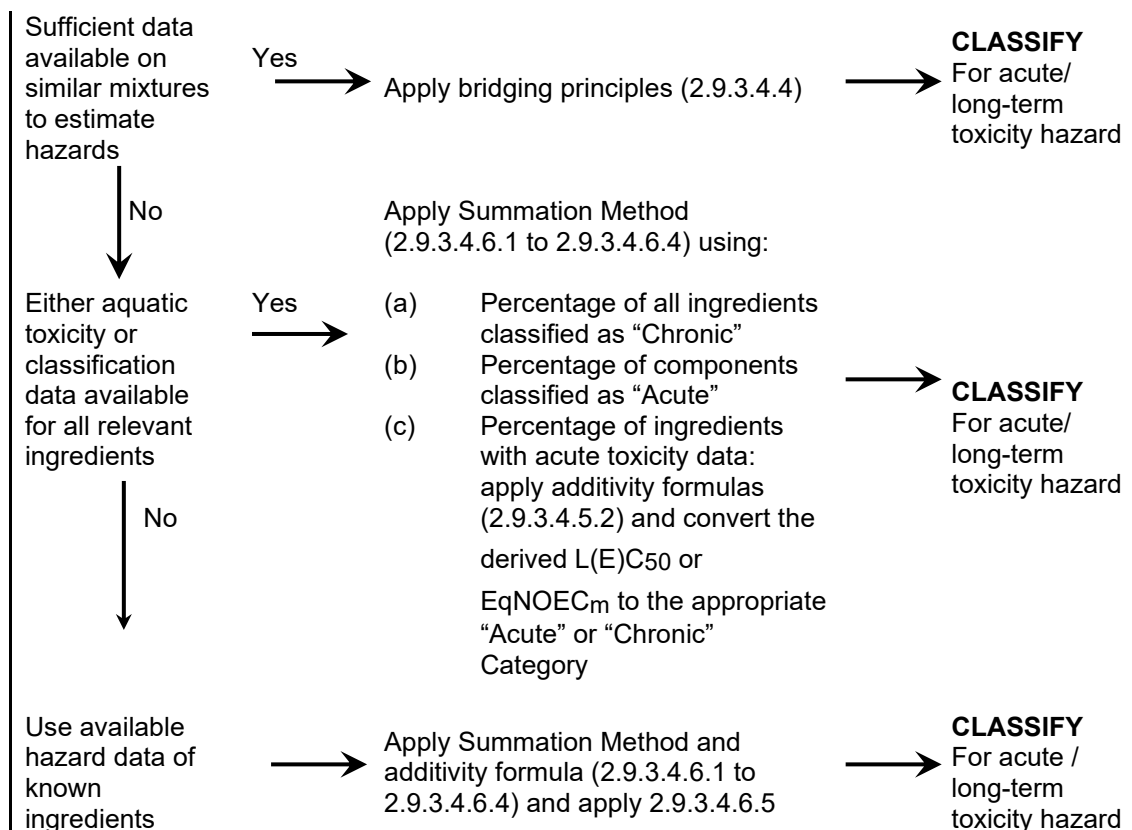 Sufficient data
available on
similar mixtures
to estimate
hazards
Yes
Apply bridging principles (2.9.3.4.4)
CLASSIFY
For acute/
long-term
toxicity hazard
No
Apply Summation Method
(2.9.3.4.6.1 to 2.9.3.4.6.4) using:
Either aquatic
toxicity or
classification
data available
for all relevant
ingredients
Yes
(a) Percentage of all ingredients
classified as “Chronic”
(b) Percentage of components
classified as “Acute”
(c) Percentage of ingredients
with acute toxicity data:
apply additivity formulas
(2.9.3.4.5.2) and convert the
derived L(E)C50 or
EqNOECm to the appropriate
“Acute” or “Chronic”
Category
CLASSIFY
For acute/
long-term
toxicity hazard
No
Use available
hazard data of
known
ingredients
Apply Summation Method and
additivity formula (2.9.3.4.6.1 to
2.9.3.4.6.4) and apply 2.9.3.4.6.5
CLASSIFY
For acute /
long-term
toxicity hazard